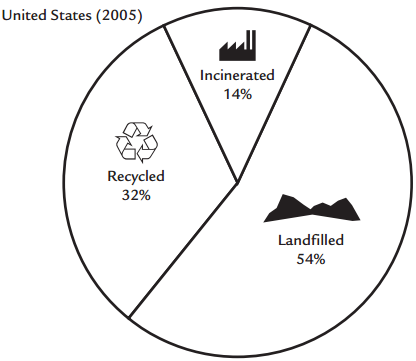 United States (2005)
Incinerated
14%
Recycled
32%
Landfilled
54%